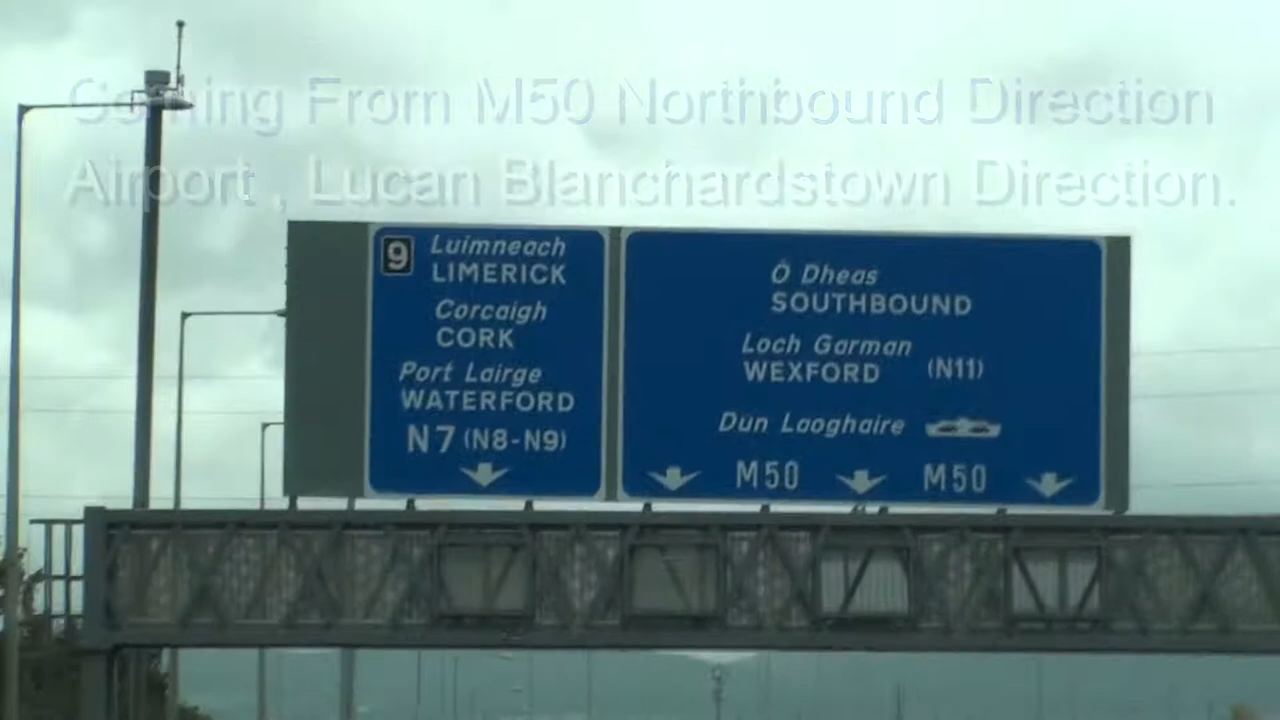 Coming From M50 Northbound Direction
Airport , Lucan Blanchardstown Direction.
9
Luimneach
LIMERICK
Corcaigh
CORK
Port Lairge
WATERFORD
N7 (N8-N9)
Ó Dheas
SOUTHBOUND
Loch Garman
WEXFORD (N11)
Dun Laoghaire
M50 M50